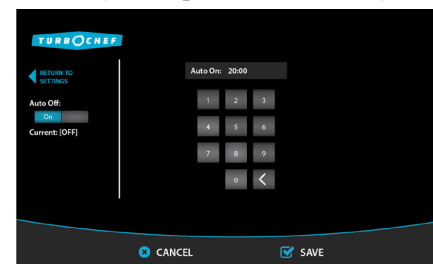 TURBOCHEF
RETURN TO
SETTINGS
Auto Off:
On
Current: [OFF]
Auto On: 20:00
1 2 3
4 5 6
7 8 9
0
CANCEL
SAVE